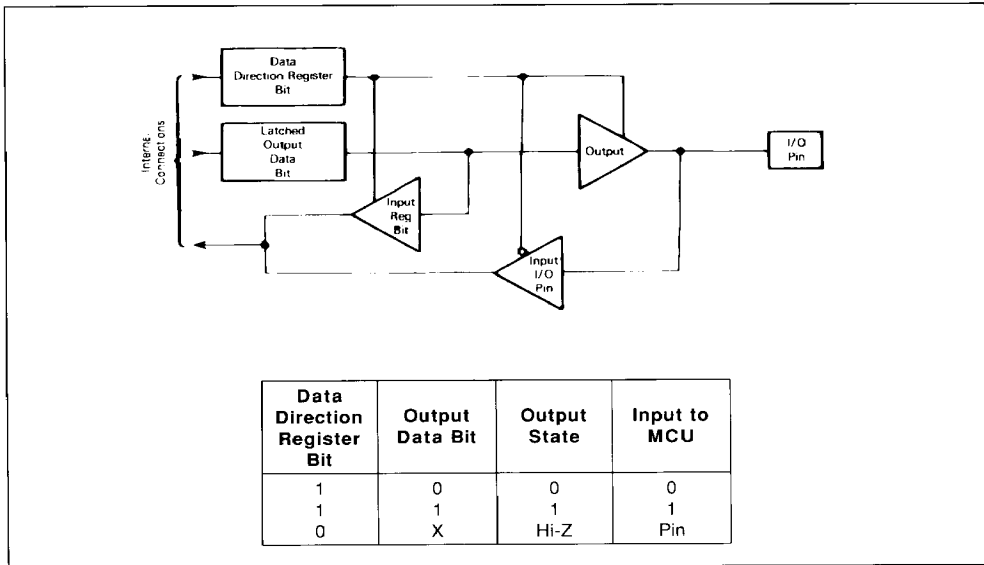 Data
Direction Register
Bit
Latched
Output
Data
Bit
Connections
Input
Reg
Bit
Output
Input
I/O
Pin
I/O
Pin
Data Direction Register Bit | Output Data Bit | Output State | Input to MCU
1 0 0 0
1 1 1 1
0 X Hi-Z Pin